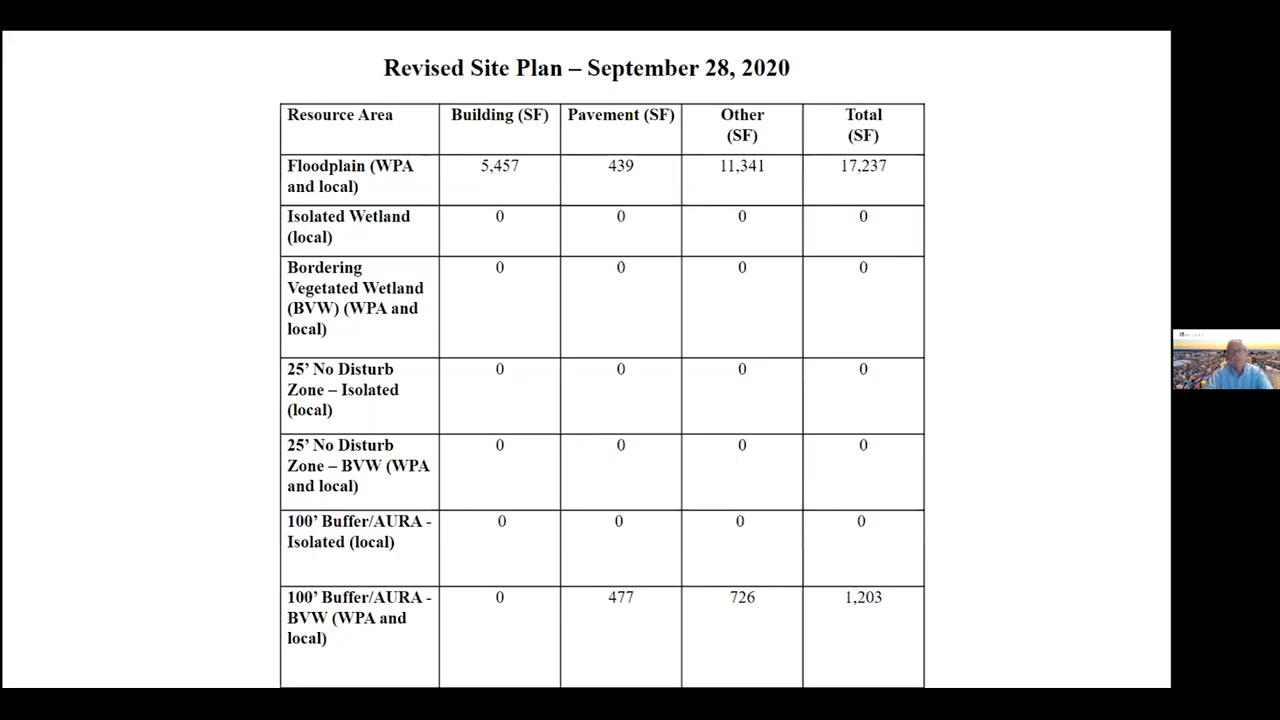 Revised Site Plan – September 28, 2020
Resource Area Building (SF) Pavement (SF) Other Total
(SF) (SF)
Floodplain (WPA 5,457 439 11,341 17,237
and local)
Isolated Wetland 0 0 0 0
(local)
Bordering 0 0 0 0
Vegetated Wetland
(BVW) (WPA and
local)
25’ No Disturb 0 0 0 0
Zone – Isolated
(local)
25’ No Disturb 0 0 0 0
Zone – BVW (WPA
and local)
100’ Buffer/AURA - 0 0 0 0
Isolated (local)
100’ Buffer/AURA - 0 477 726 1,203
BVW (WPA and
local)